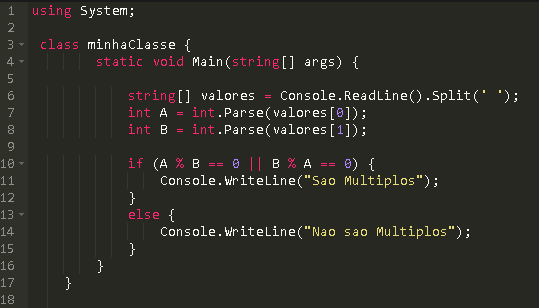 1 using System;
2
3 class minhaClasse {
4 static void Main(string[] args) {
5
6 string[] valores = Console.ReadLine().Split(' ');
7 int A = int.Parse(valores[0]);
8 int B = int.Parse(valores[1]);
9
10 if (A % B == 0 || B % A == 0) {
11 Console.WriteLine("Sao Multiplos");
12 }
13 else {
14 Console.WriteLine("Nao sao Multiplos");
15 }
16 }
17 }
18